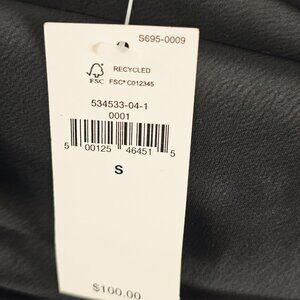 S695-0009
RECYCLED
FSC FSC* C012345
534533-04-1
0001
5 00125 46451 5
S
$100.00